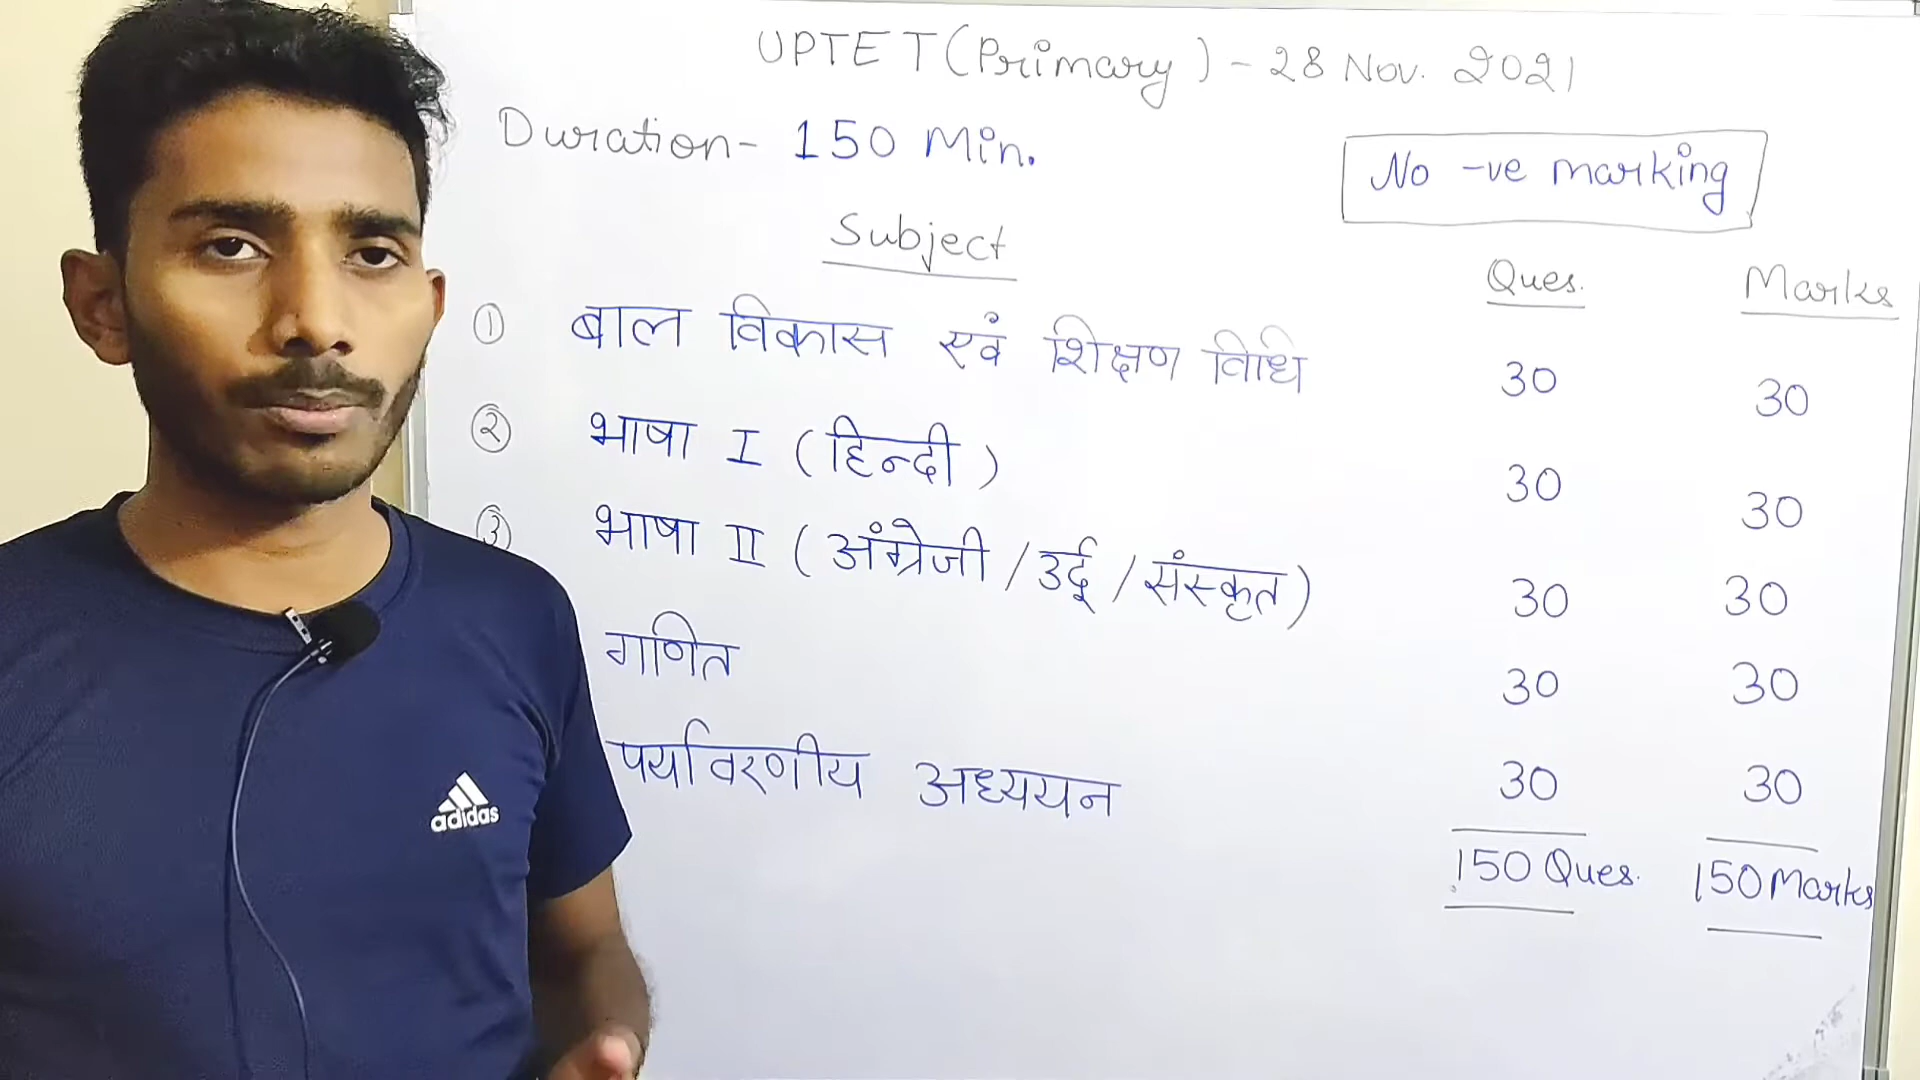 UPTET (Primary) - 28 Nov. 2021
Duration- 150 Min.
No -ve marking
Subject Ques. Marks
① बाल विकास एवं शिक्षण विधि 30 30
② भाषा I (हिन्दी) 30 30
③ भाषा II (अंग्रेजी / उर्दू / संस्कृत) 30 30
गणित 30 30
पर्यावरणीय अध्ययन 30 30
150 Ques. 150 Marks
adidas